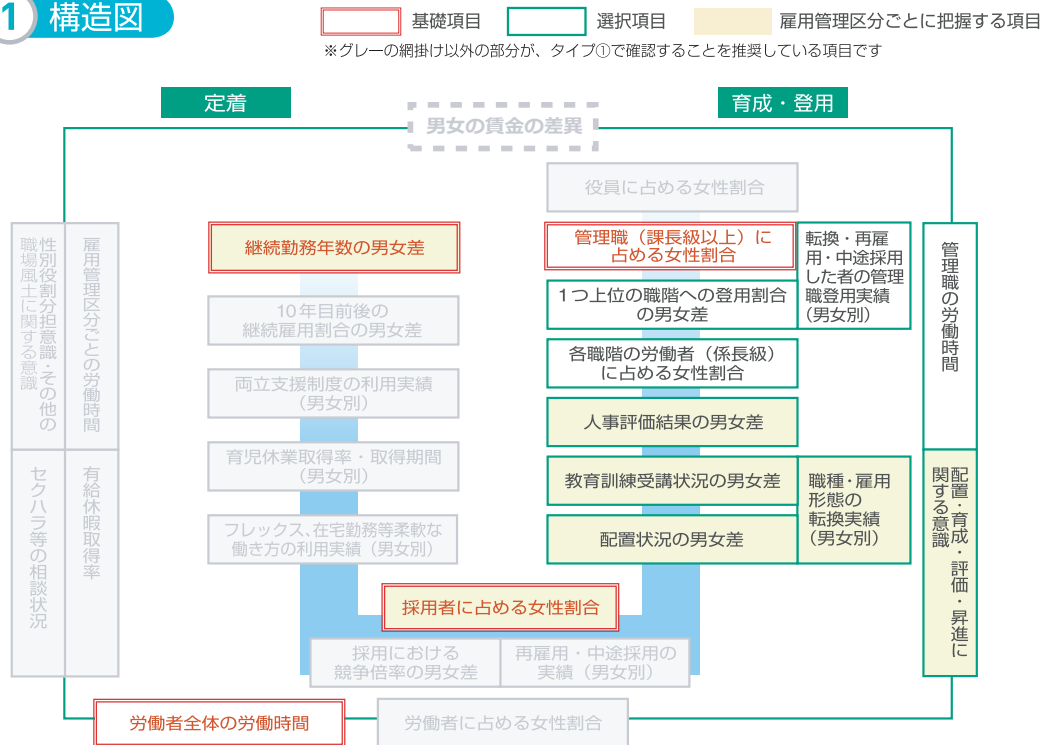 1 構造図
基礎項目
選択項目
雇用管理区分ごとに把握する項目
※グレーの網掛け以外の部分が、タイプ①で確認することを推奨している項目です
定着
育成・登用
男女の賃金の差異
役員に占める女性割合
性別役割分担意識・その他の
職場風土に関する意識
雇用管理区分ごとの労働時間
セクハラ等の相談状況
有給休暇取得率
継続勤務年数の男女差
10年目前後の
継続雇用割合の男女差
両立支援制度の利用実績
（男女別）
育児休業取得率・取得期間
（男女別）
フレックス、在宅勤務等柔軟な
働き方の利用実績（男女別）
管理職（課長級以上）に
占める女性割合
1つ上位の職階への登用割合
の男女差
各職階の労働者（係長級）
に占める女性割合
人事評価結果の男女差
教育訓練受講状況の男女差
配置状況の男女差
転換・再雇
用・中途採用
した者の管理
職登用実績
（男女別）
職種・雇用
形態の
転換実績
（男女別）
管理職の労働時間
配置・育成・評価・昇進に
関する意識
採用者に占める女性割合
採用における
競争倍率の男女差
再雇用・中途採用の
実績（男女別）
労働者全体の労働時間
労働者に占める女性割合